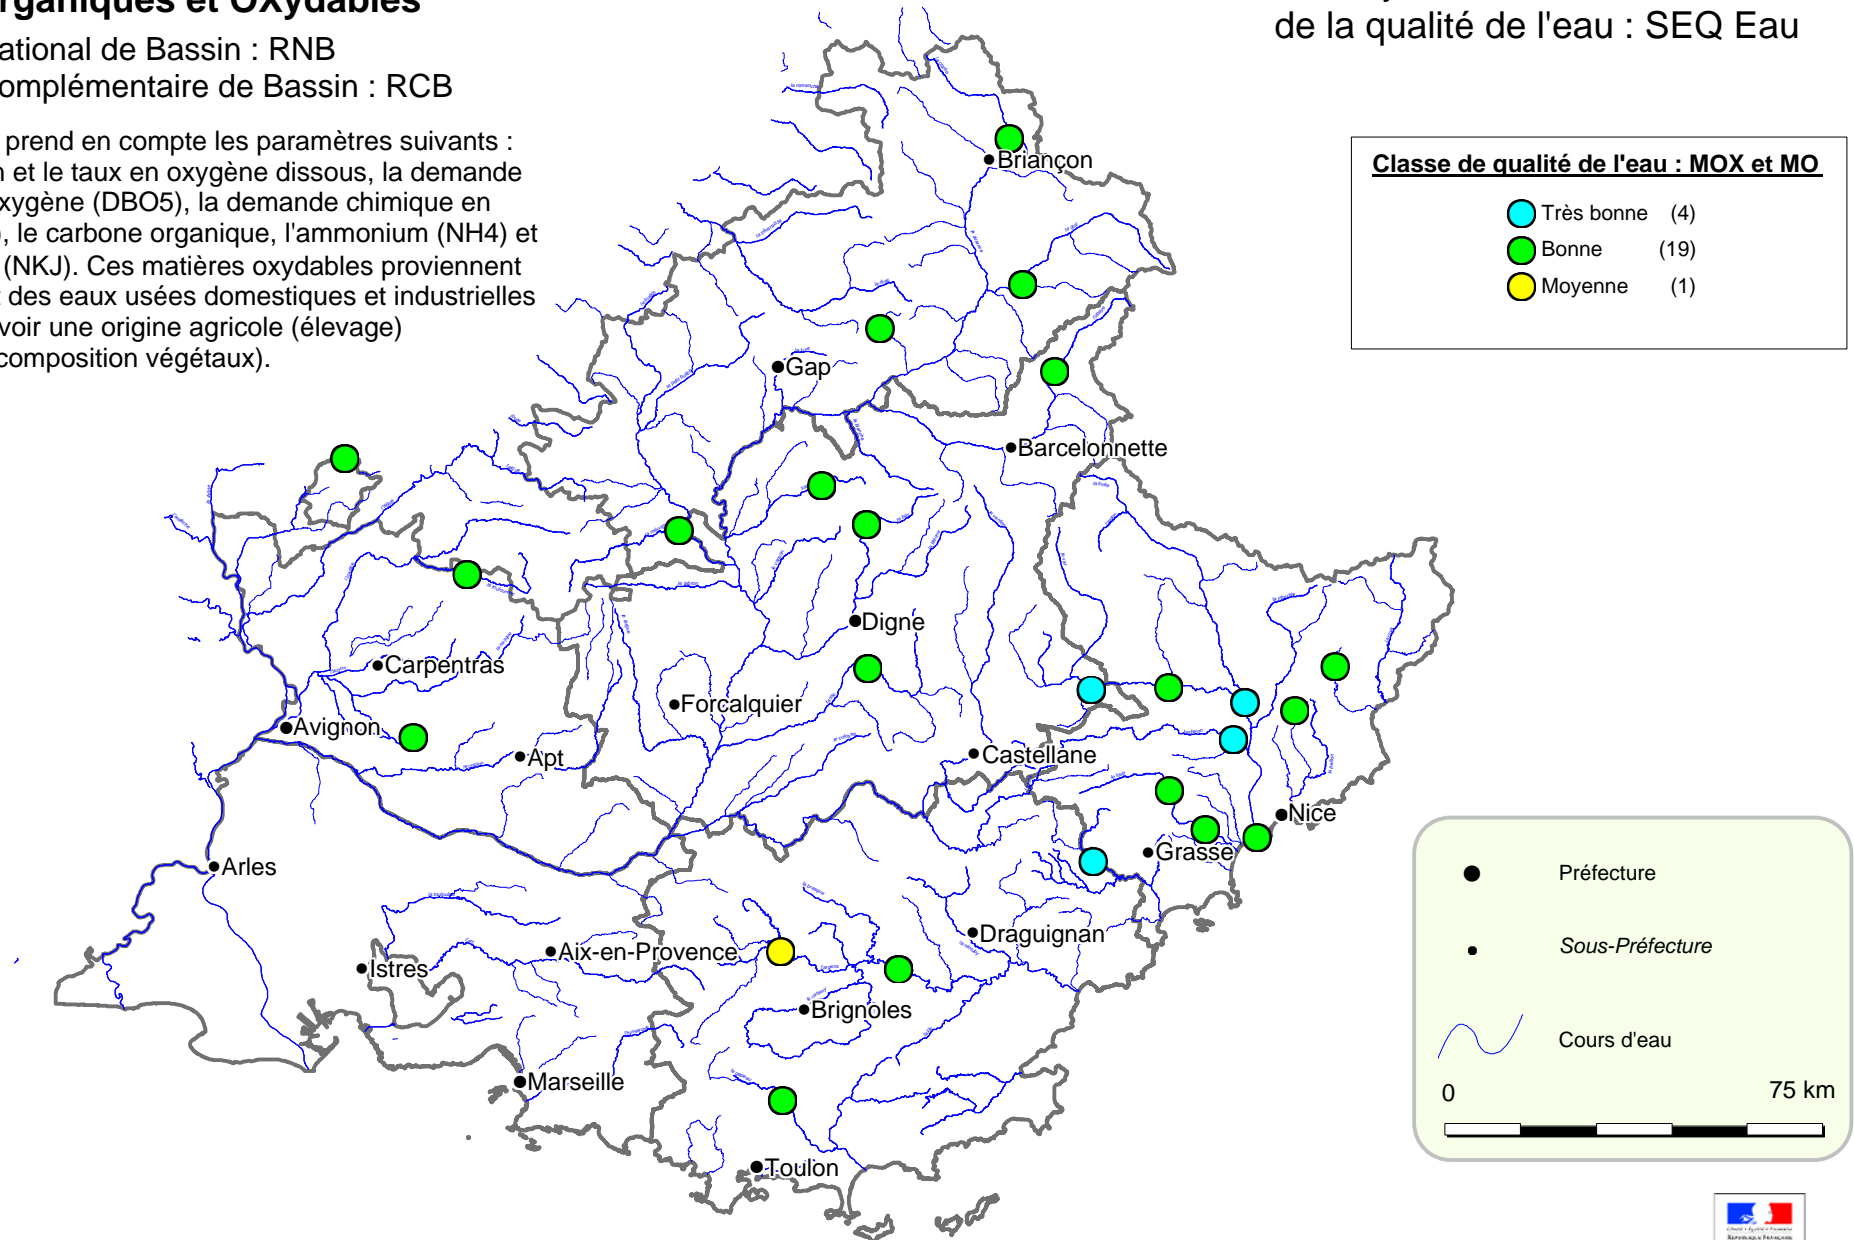 rganiques et OXydables
ational de Bassin : RNB
omplémentaire de Bassin : RCB
de la qualité de l'eau : SEQ Eau
prend en compte les paramètres suivants :
n et le taux en oxygène dissous, la demande
xygène (DBO5), la demande chimique en
), le carbone organique, l'ammonium (NH4) et
(NKJ). Ces matières oxydables proviennent
t des eaux usées domestiques et industrielles
voir une origine agricole (élevage)
composition végétaux).
Classe de qualité de l'eau : MOX et MO
Très bonne (4)
Bonne (19)
Moyenne (1)
Briançon
Gap
Barcelonnette
Digne
Carpentras
Forcalquier
Avignon
Apt
Castellane
Nice
Grasse
Arles
Draguignan
Aix-en-Provence
Istres
Brignoles
Marseille
Toulon
Préfecture
Sous-Préfecture
Cours d'eau
0 75 km